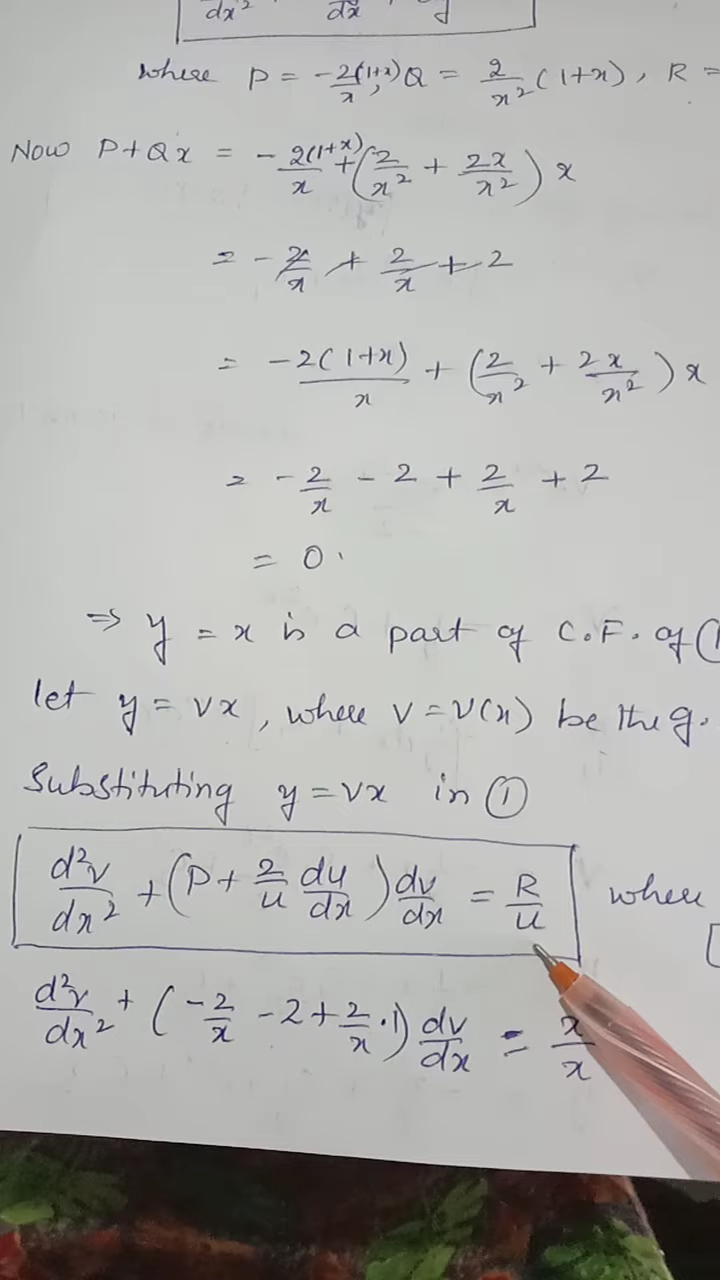 dx² dx y
where P = -2(1+x)/x, Q = 2/x² (1+x), R =
Now P+Qx = - 2(1+x)/x + (2/x² + 2x/x²) x
= - 2/x + 2/x + 2
= -2(1+x)/x + (2/x² + 2x/x²) x
= - 2/x - 2 + 2/x + 2
= 0.
⇒ y = x is a part of C.F. of (1
let y = vx, where v = v(x) be the g.
Substituting y = vx in ①
d²v/dx² + (P + 2/u du/dx) dv/dx = R/u where
d²v/dx² + (-2/x - 2 + 2/x · 1) dv/dx = x/x